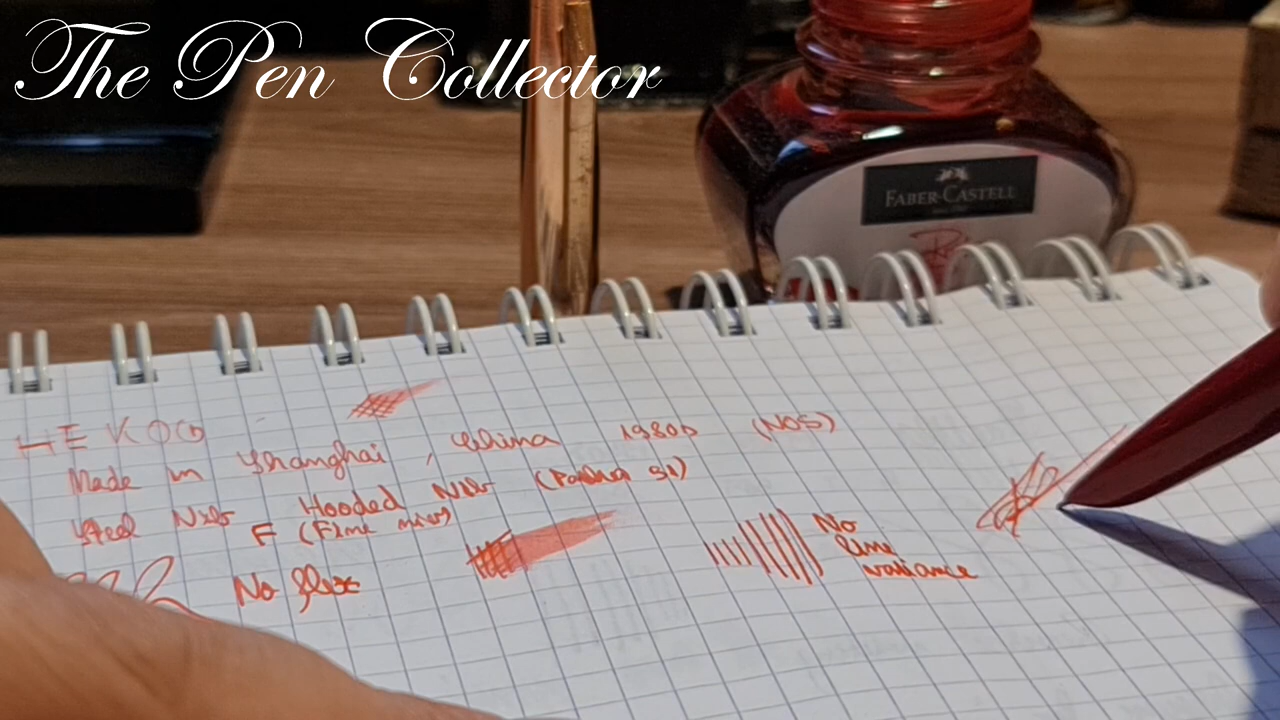 The Pen Collector
FABER-CASTELL
Made in Shanghai, China 1980s (NOS)
Steel Nib Hooded Nib (Parker 51)
F (Fine nib)
No flex
No
line
variance